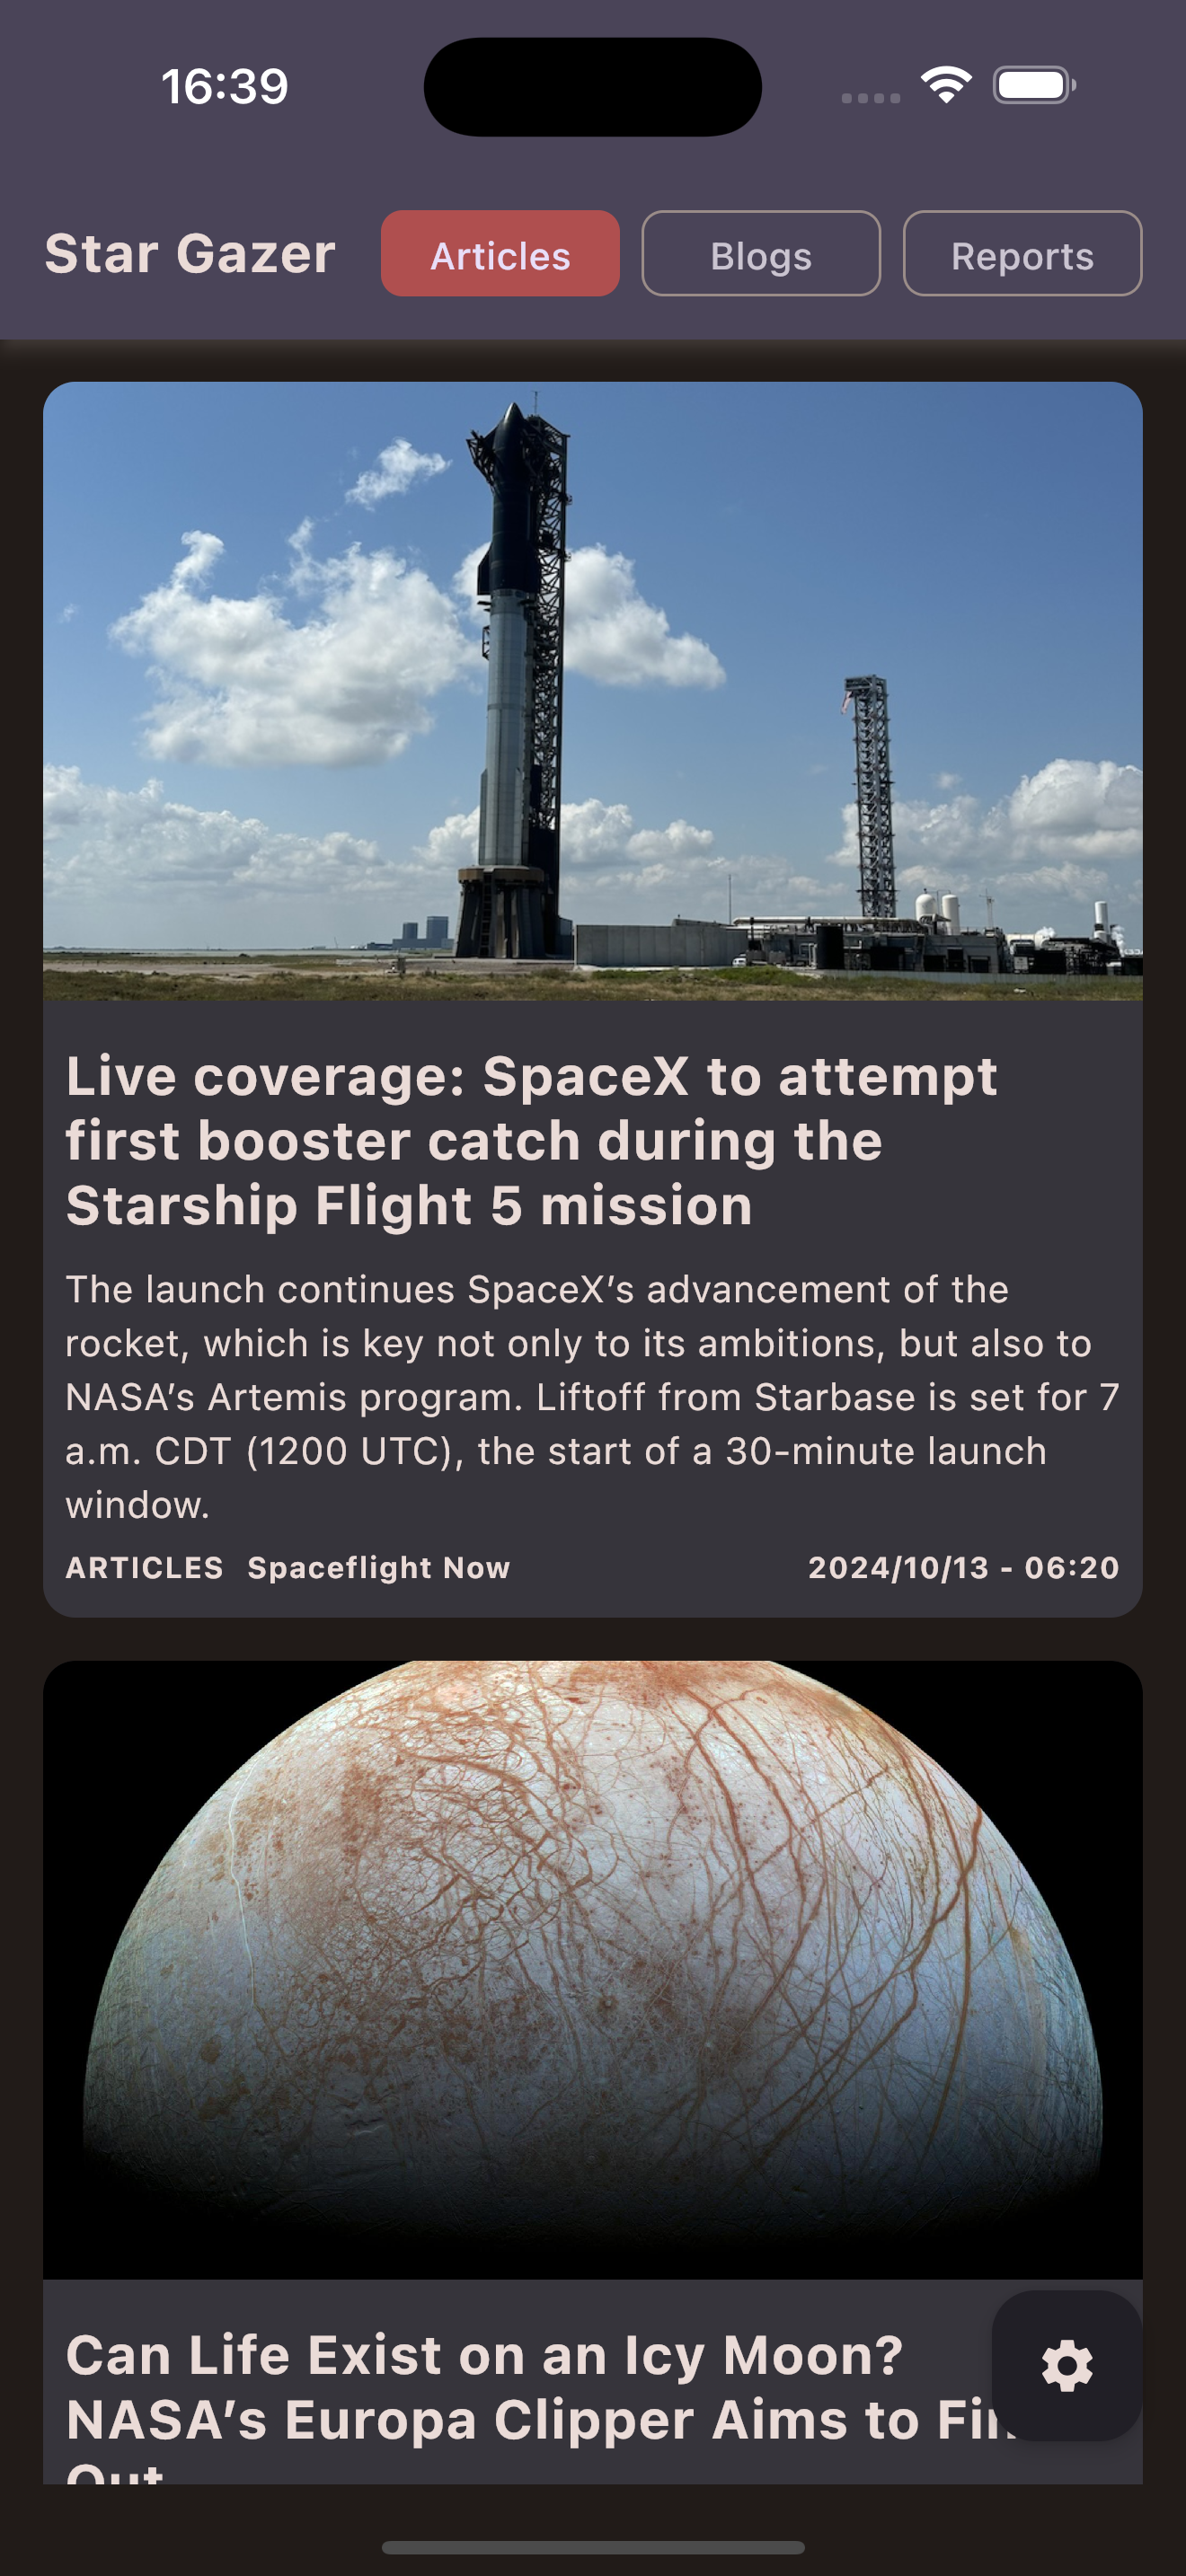 16:39
Star Gazer
Articles
Blogs
Reports
Live coverage: SpaceX to attempt
first booster catch during the
Starship Flight 5 mission
The launch continues SpaceX’s advancement of the
rocket, which is key not only to its ambitions, but also to
NASA’s Artemis program. Liftoff from Starbase is set for 7
a.m. CDT (1200 UTC), the start of a 30-minute launch
window.
ARTICLES Spaceflight Now 2024/10/13 - 06:20
Can Life Exist on an Icy Moon?
NASA’s Europa Clipper Aims to
Out